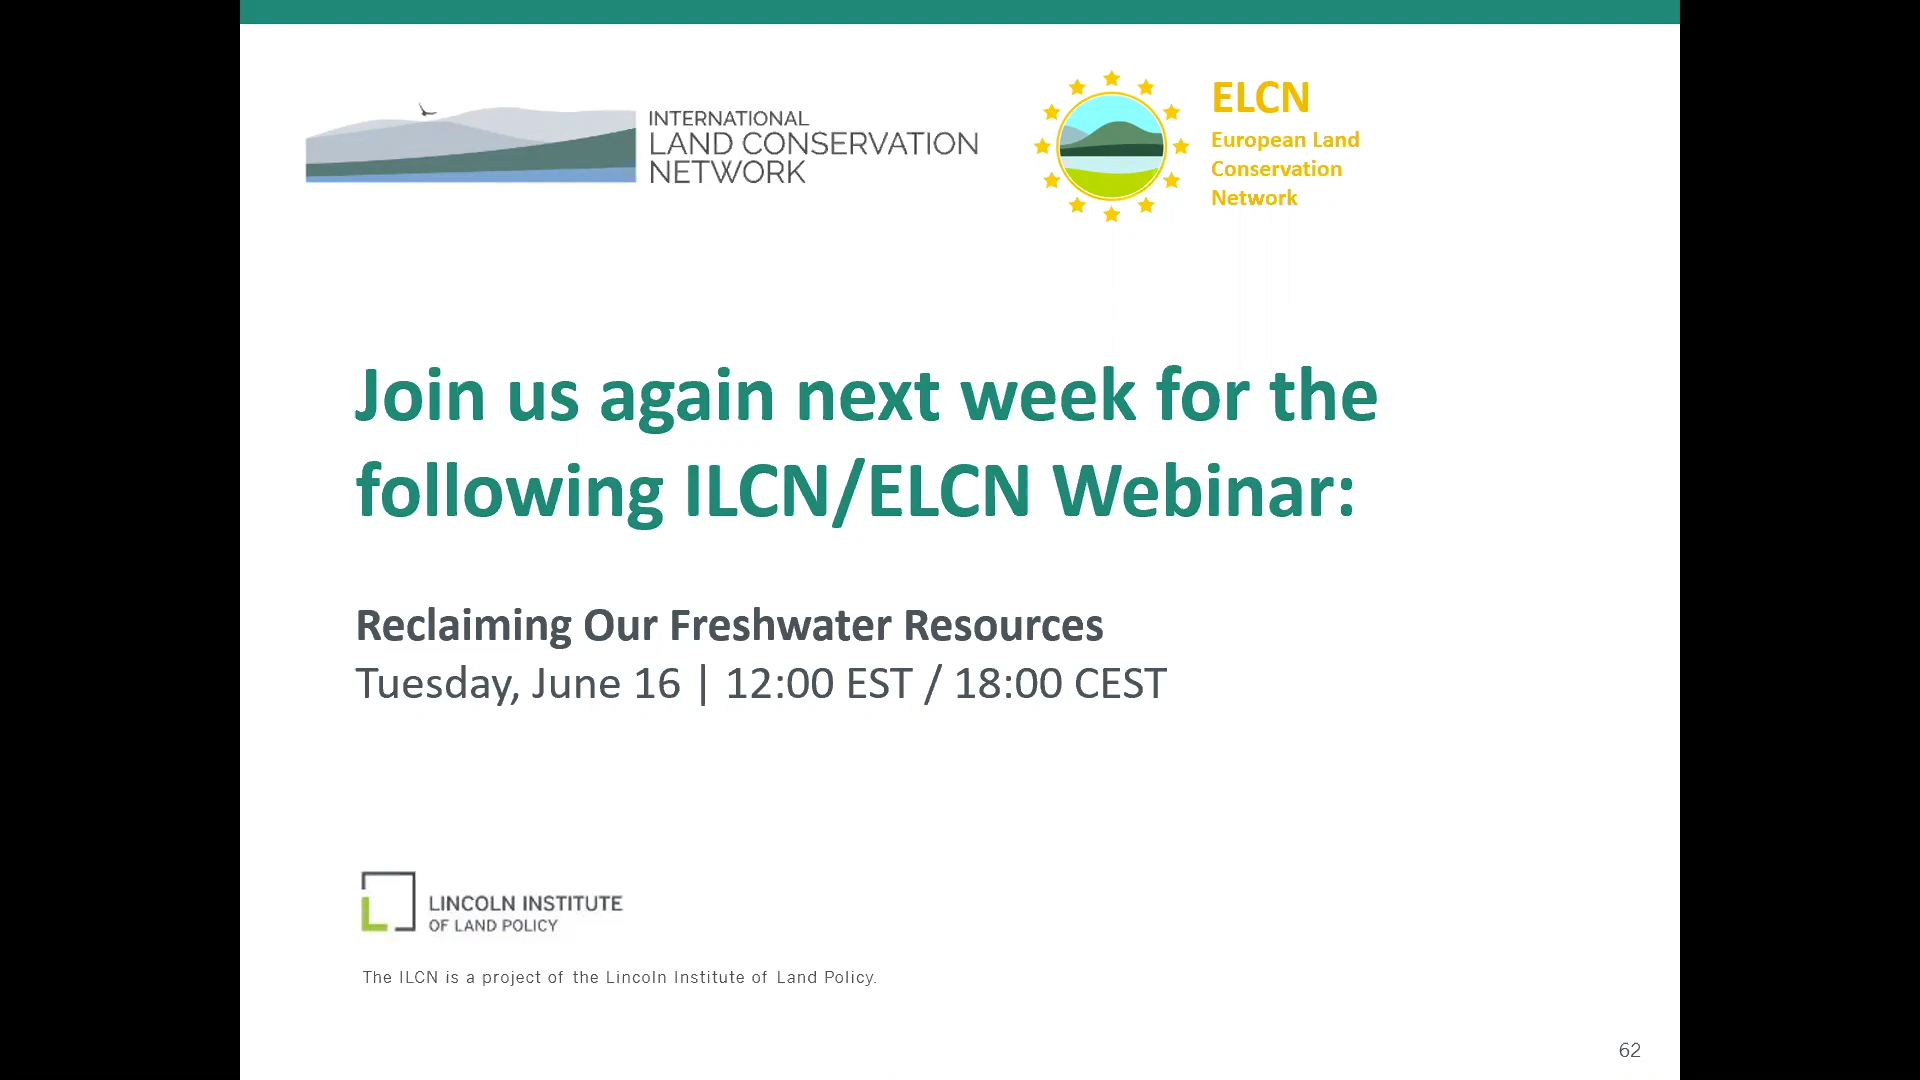 INTERNATIONAL
LAND CONSERVATION
NETWORK
ELCN
European Land
Conservation
Network
Join us again next week for the
following ILCN/ELCN Webinar:
Reclaiming Our Freshwater Resources
Tuesday, June 16 | 12:00 EST / 18:00 CEST
LINCOLN INSTITUTE
OF LAND POLICY
The ILCN is a project of the Lincoln Institute of Land Policy.
62